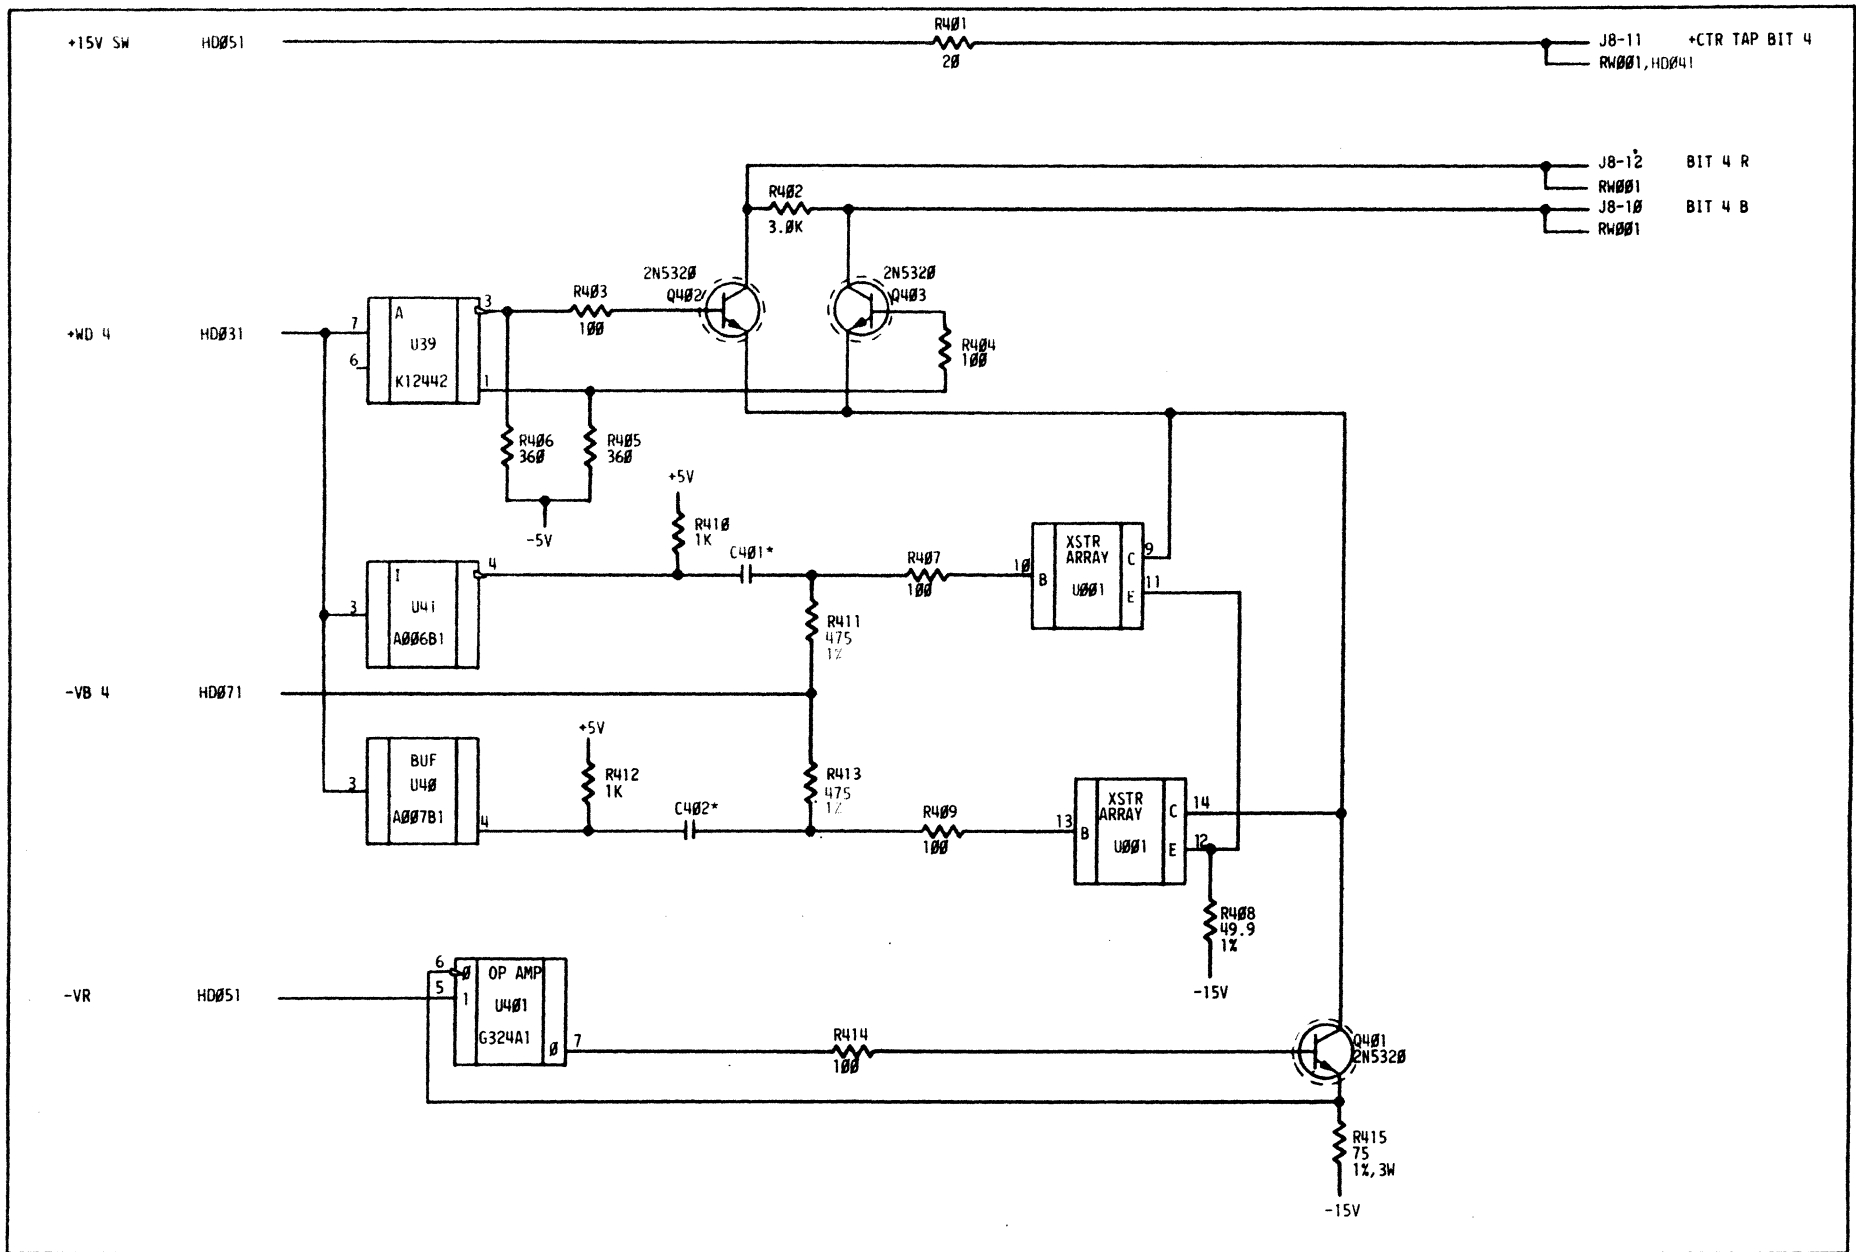 +15V SW HDØ51
R4Ø1
2Ø
J8-11 +CTR TAP BIT 4
RWØØ1,HDØ41
J8-12 BIT 4 R
RWØØ1
J8-1Ø BIT 4 B
RWØØ1
R4Ø2
3.ØK
2N532Ø
Q4Ø2
2N532Ø
Q4Ø3
R4Ø3
1ØØ
R4Ø4
1ØØ
+WD 4 HDØ31
7
6
A
U39
K12442
3
1
R4Ø6
36Ø
R4Ø5
36Ø
-5V
+5V
R41Ø
1K
C4Ø1*
R4Ø7
1ØØ
1Ø
B
XSTR
ARRAY
UØØ1
C
E
9
11
3
I
U41
AØØ6B1
4
R411
475
1%
-VB 4 HDØ71
+5V
R412
1K
3
BUF
U4Ø
AØØ7B1
4
C4Ø2*
R413
475
1%
R4Ø9
1ØØ
13
B
XSTR
ARRAY
UØØ1
C
E
14
12
R4Ø8
49.9
1%
-15V
-VR HDØ51
6
5
Ø
1
OP AMP
U4Ø1
G324A1
Ø
7
R414
1ØØ
Q4Ø1
2N532Ø
R415
75
1%,3W
-15V